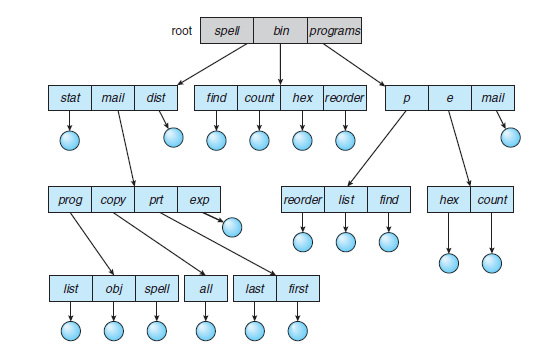 root spell bin programs
stat mail dist find count hex reorder p e mail
prog copy prt exp reorder list find hex count
list obj spell all last first